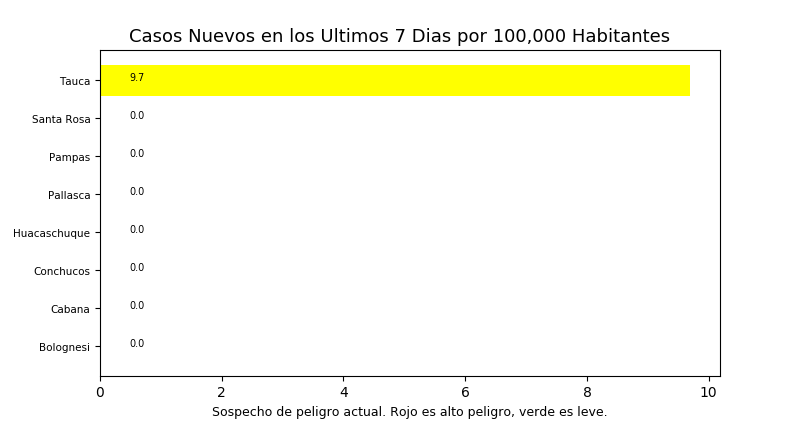 Casos Nuevos en los Ultimos 7 Dias por 100,000 Habitantes
Tauca 9.7
Santa Rosa 0.0
Pampas 0.0
Pallasca 0.0
Huacaschuque 0.0
Conchucos 0.0
Cabana 0.0
Bolognesi 0.0
0 2 4 6 8 10
Sospecho de peligro actual. Rojo es alto peligro, verde es leve.